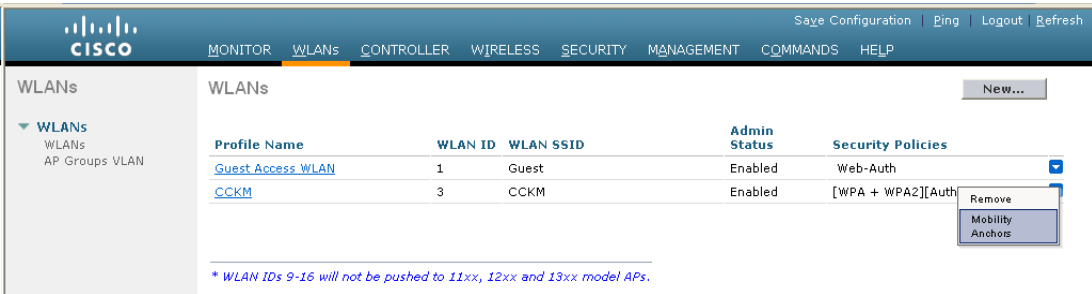 Save Configuration | Ping | Logout | Refresh
CISCO
MONITOR WLANs CONTROLLER WIRELESS SECURITY MANAGEMENT COMMANDS HELP
WLANs
WLANs
WLANs
AP Groups VLAN
WLANs
New...
Profile Name WLAN ID WLAN SSID Admin Status Security Policies
Guest Access WLAN 1 Guest Enabled Web-Auth
CCKM 3 CCKM Enabled [WPA + WPA2][Auth
Remove
Mobility
Anchors
* WLAN IDs 9-16 will not be pushed to 11xx, 12xx and 13xx model APs.